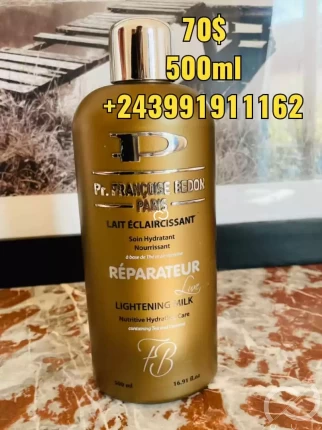 70$
500ml
+243991911162
Pr. FRANÇOISE BEDON
PARIS
LAIT ÉCLAIRCISSANT
Soin Hydratant
Nourrissant
RÉPARATEUR
Luxe
LIGHTENING MILK
Nutritive Hydrating Care
FB
500 ml 16.91 fl.oz